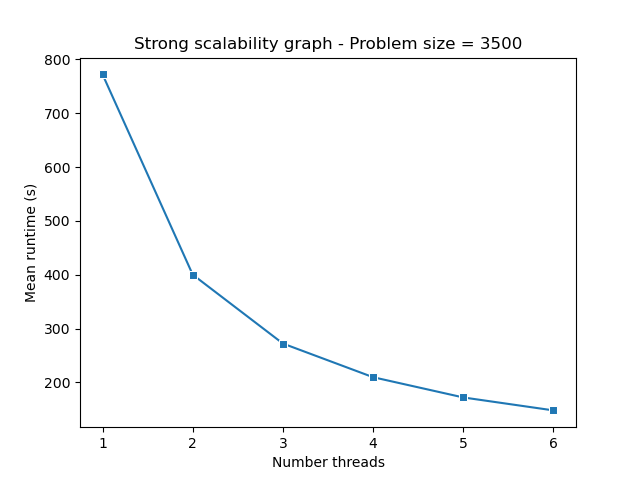 Strong scalability graph - Problem size = 3500
800
700
600
500
400
300
200
Mean runtime (s)
1 2 3 4 5 6
Number threads